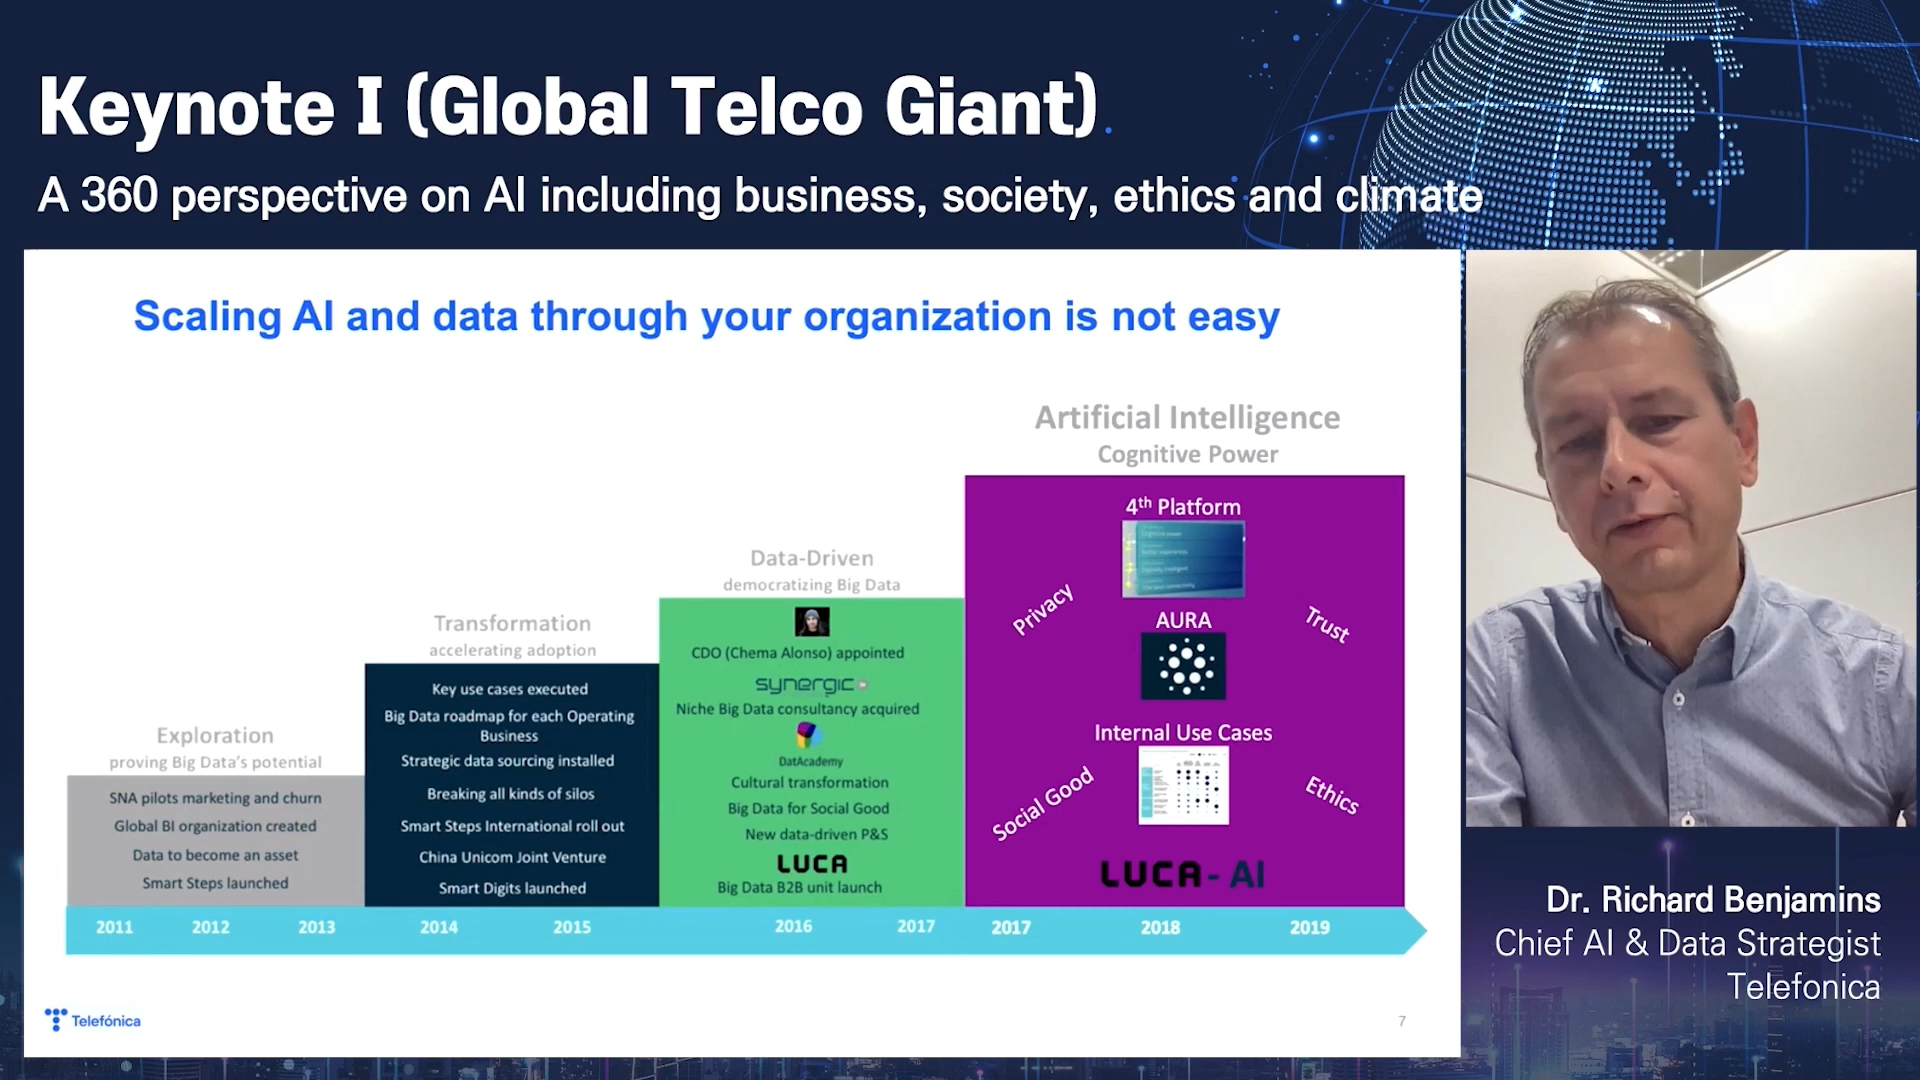 Keynote I (Global Telco Giant)
A 360 perspective on AI including business, society, ethics and climate
Scaling AI and data through your organization is not easy
Exploration
proving Big Data's potential
SNA pilots marketing and churn
Global BI organization created
Data to become an asset
Smart Steps launched
Transformation
accelerating adoption
Key use cases executed
Big Data roadmap for each Operating
Business
Strategic data sourcing installed
Breaking all kinds of silos
Smart Steps International roll out
China Unicom Joint Venture
Smart Digits launched
Data-Driven
democratizing Big Data
CDO (Chema Alonso) appointed
synergic
Niche Big Data consultancy acquired
DatAcademy
Cultural transformation
Big Data for Social Good
New data-driven P&S
LUCA
Big Data B2B unit launch
Artificial Intelligence
Cognitive Power
4th Platform
Privacy
Trust
AURA
Internal Use Cases
Social Good
Ethics
LUCA-AI
2011 2012 2013 2014 2015 2016 2017 2017 2018 2019
Telefónica
7
Dr. Richard Benjamins
Chief AI & Data Strategist
Telefonica